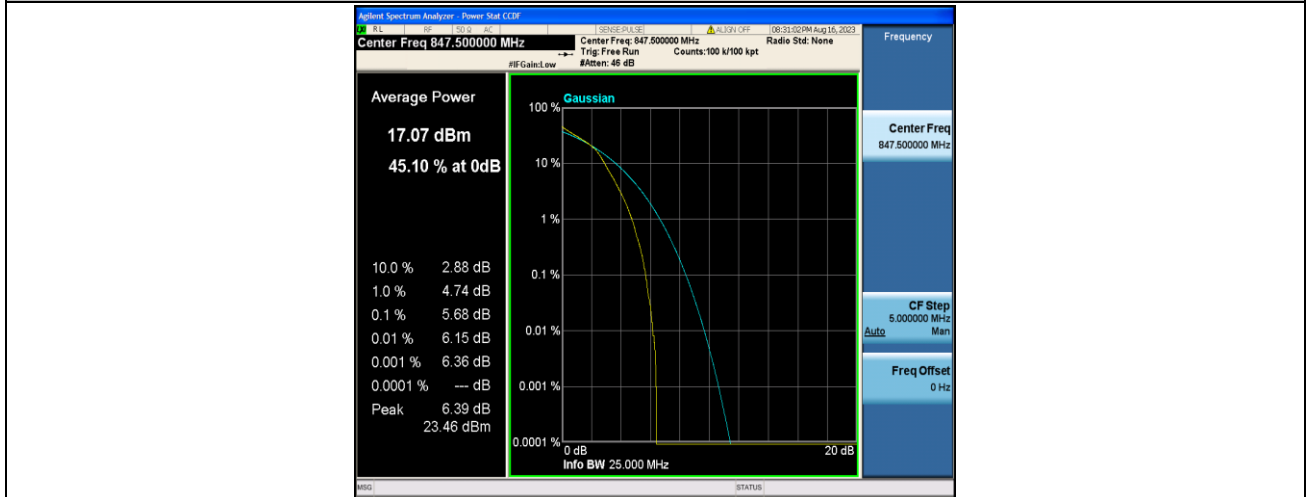 Agilent Spectrum Analyzer - Power Stat CCDF
RL RF 50 Ω AC SENSE:PULSE ALIGN OFF 08:31:02 PM Aug 16, 2023
Center Freq 847.500000 MHz
Center Freq: 847.500000 MHz Radio Std: None
Trig: Free Run Counts:100 k/100 kpt
#IFGain:Low #Atten: 46 dB
Frequency
Average Power
17.07 dBm
45.10 % at 0dB
10.0 % 2.88 dB
1.0 % 4.74 dB
0.1 % 5.68 dB
0.01 % 6.15 dB
0.001 % 6.36 dB
0.0001 % --- dB
Peak 6.39 dB
23.46 dBm
Gaussian
100 %
10 %
1 %
0.1 %
0.01 %
0.001 %
0.0001 %
0 dB 20 dB
Info BW 25.000 MHz
Center Freq
847.500000 MHz
CF Step
5.000000 MHz
Auto Man
Freq Offset
0 Hz
MSG STATUS